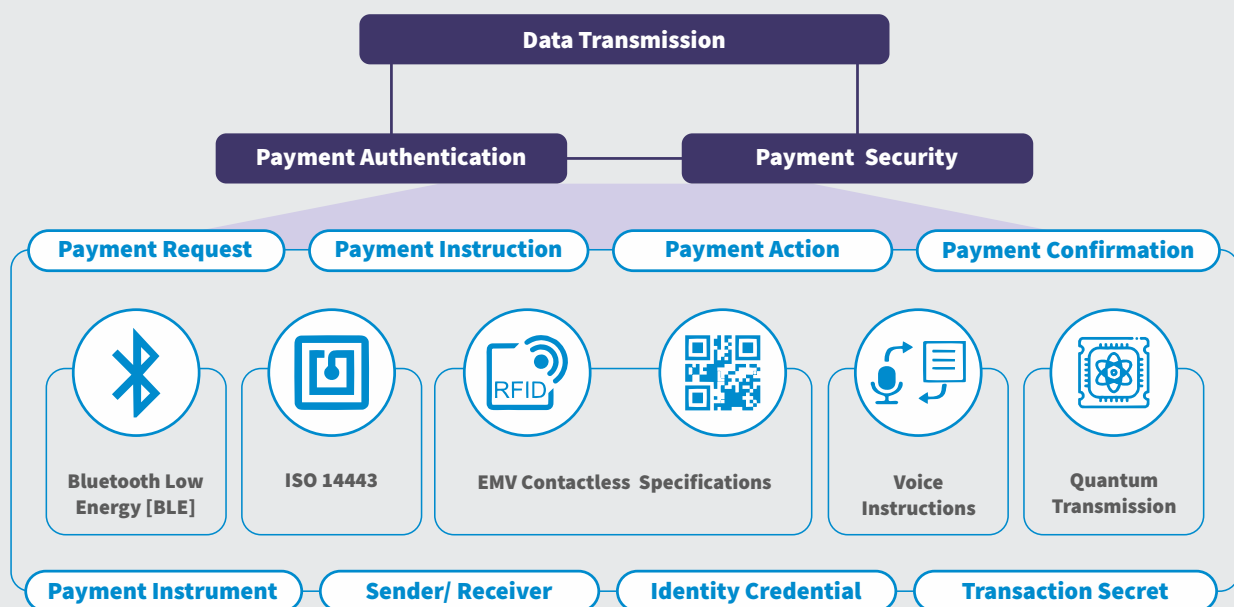 Data Transmission
Payment Authentication
Payment Security
Payment Request
Payment Instruction
Payment Action
Payment Confirmation
RFID
Bluetooth Low
Energy [BLE]
ISO 14443
EMV Contactless Specifications
Voice
Instructions
Quantum
Transmission
Payment Instrument
Sender/ Receiver
Identity Credential
Transaction Secret